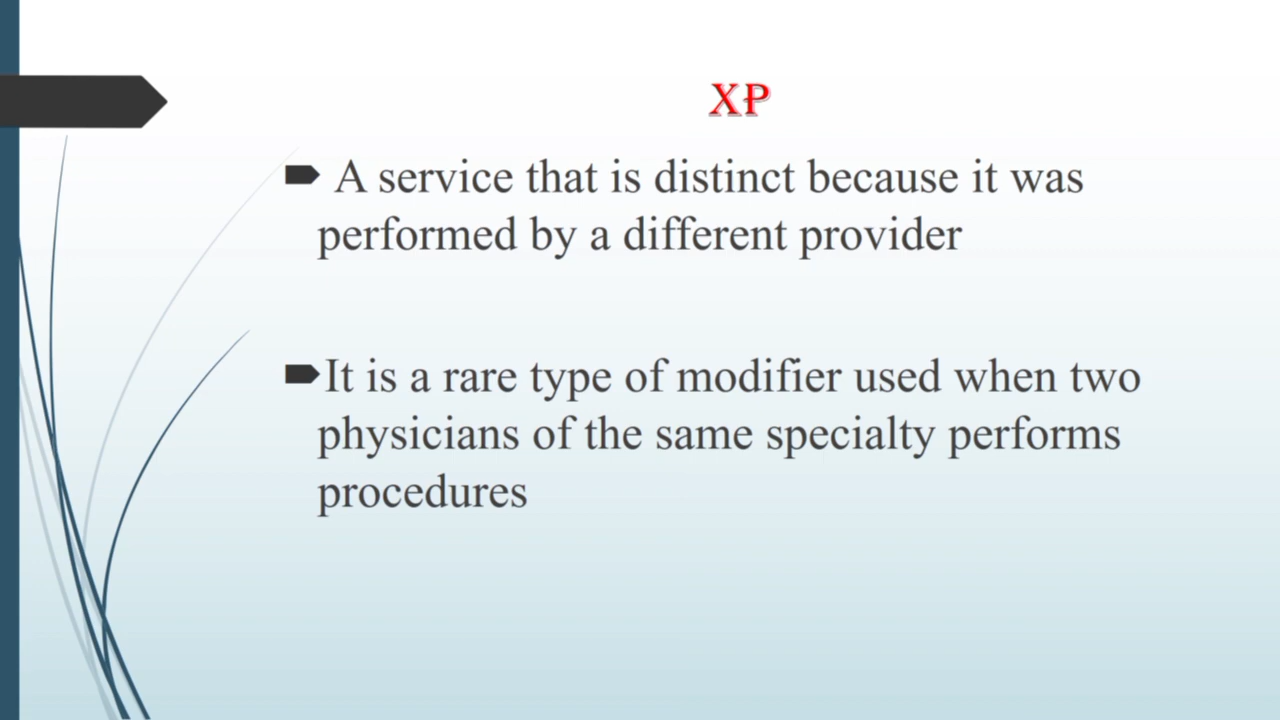 XP
A service that is distinct because it was
performed by a different provider
It is a rare type of modifier used when two
physicians of the same specialty performs
procedures